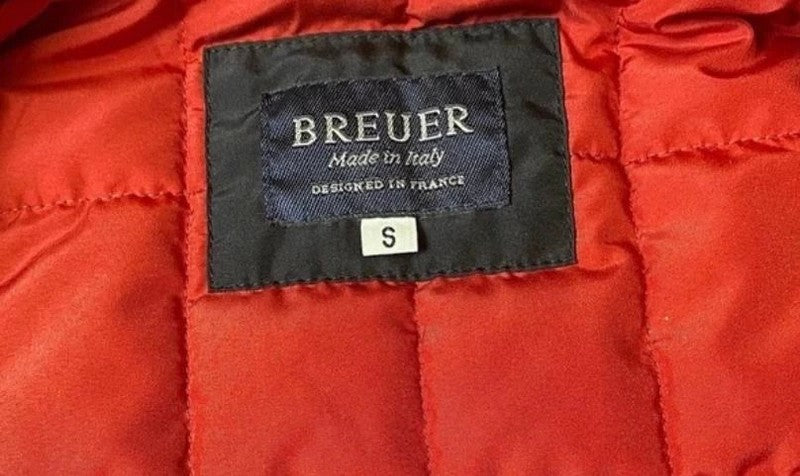 BREUER
Made in Italy
DESIGNED IN FRANCE
S